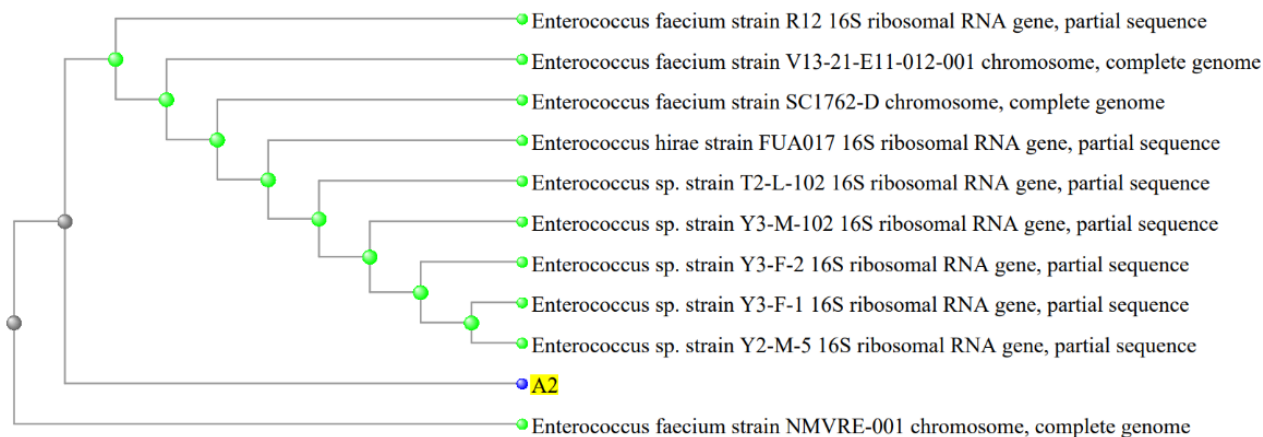 Enterococcus faecium strain R12 16S ribosomal RNA gene, partial sequence
Enterococcus faecium strain V13-21-E11-012-001 chromosome, complete genome
Enterococcus faecium strain SC1762-D chromosome, complete genome
Enterococcus hirae strain FUA017 16S ribosomal RNA gene, partial sequence
Enterococcus sp. strain T2-L-102 16S ribosomal RNA gene, partial sequence
Enterococcus sp. strain Y3-M-102 16S ribosomal RNA gene, partial sequence
Enterococcus sp. strain Y3-F-2 16S ribosomal RNA gene, partial sequence
Enterococcus sp. strain Y3-F-1 16S ribosomal RNA gene, partial sequence
Enterococcus sp. strain Y2-M-5 16S ribosomal RNA gene, partial sequence
A2
Enterococcus faecium strain NMVRE-001 chromosome, complete genome